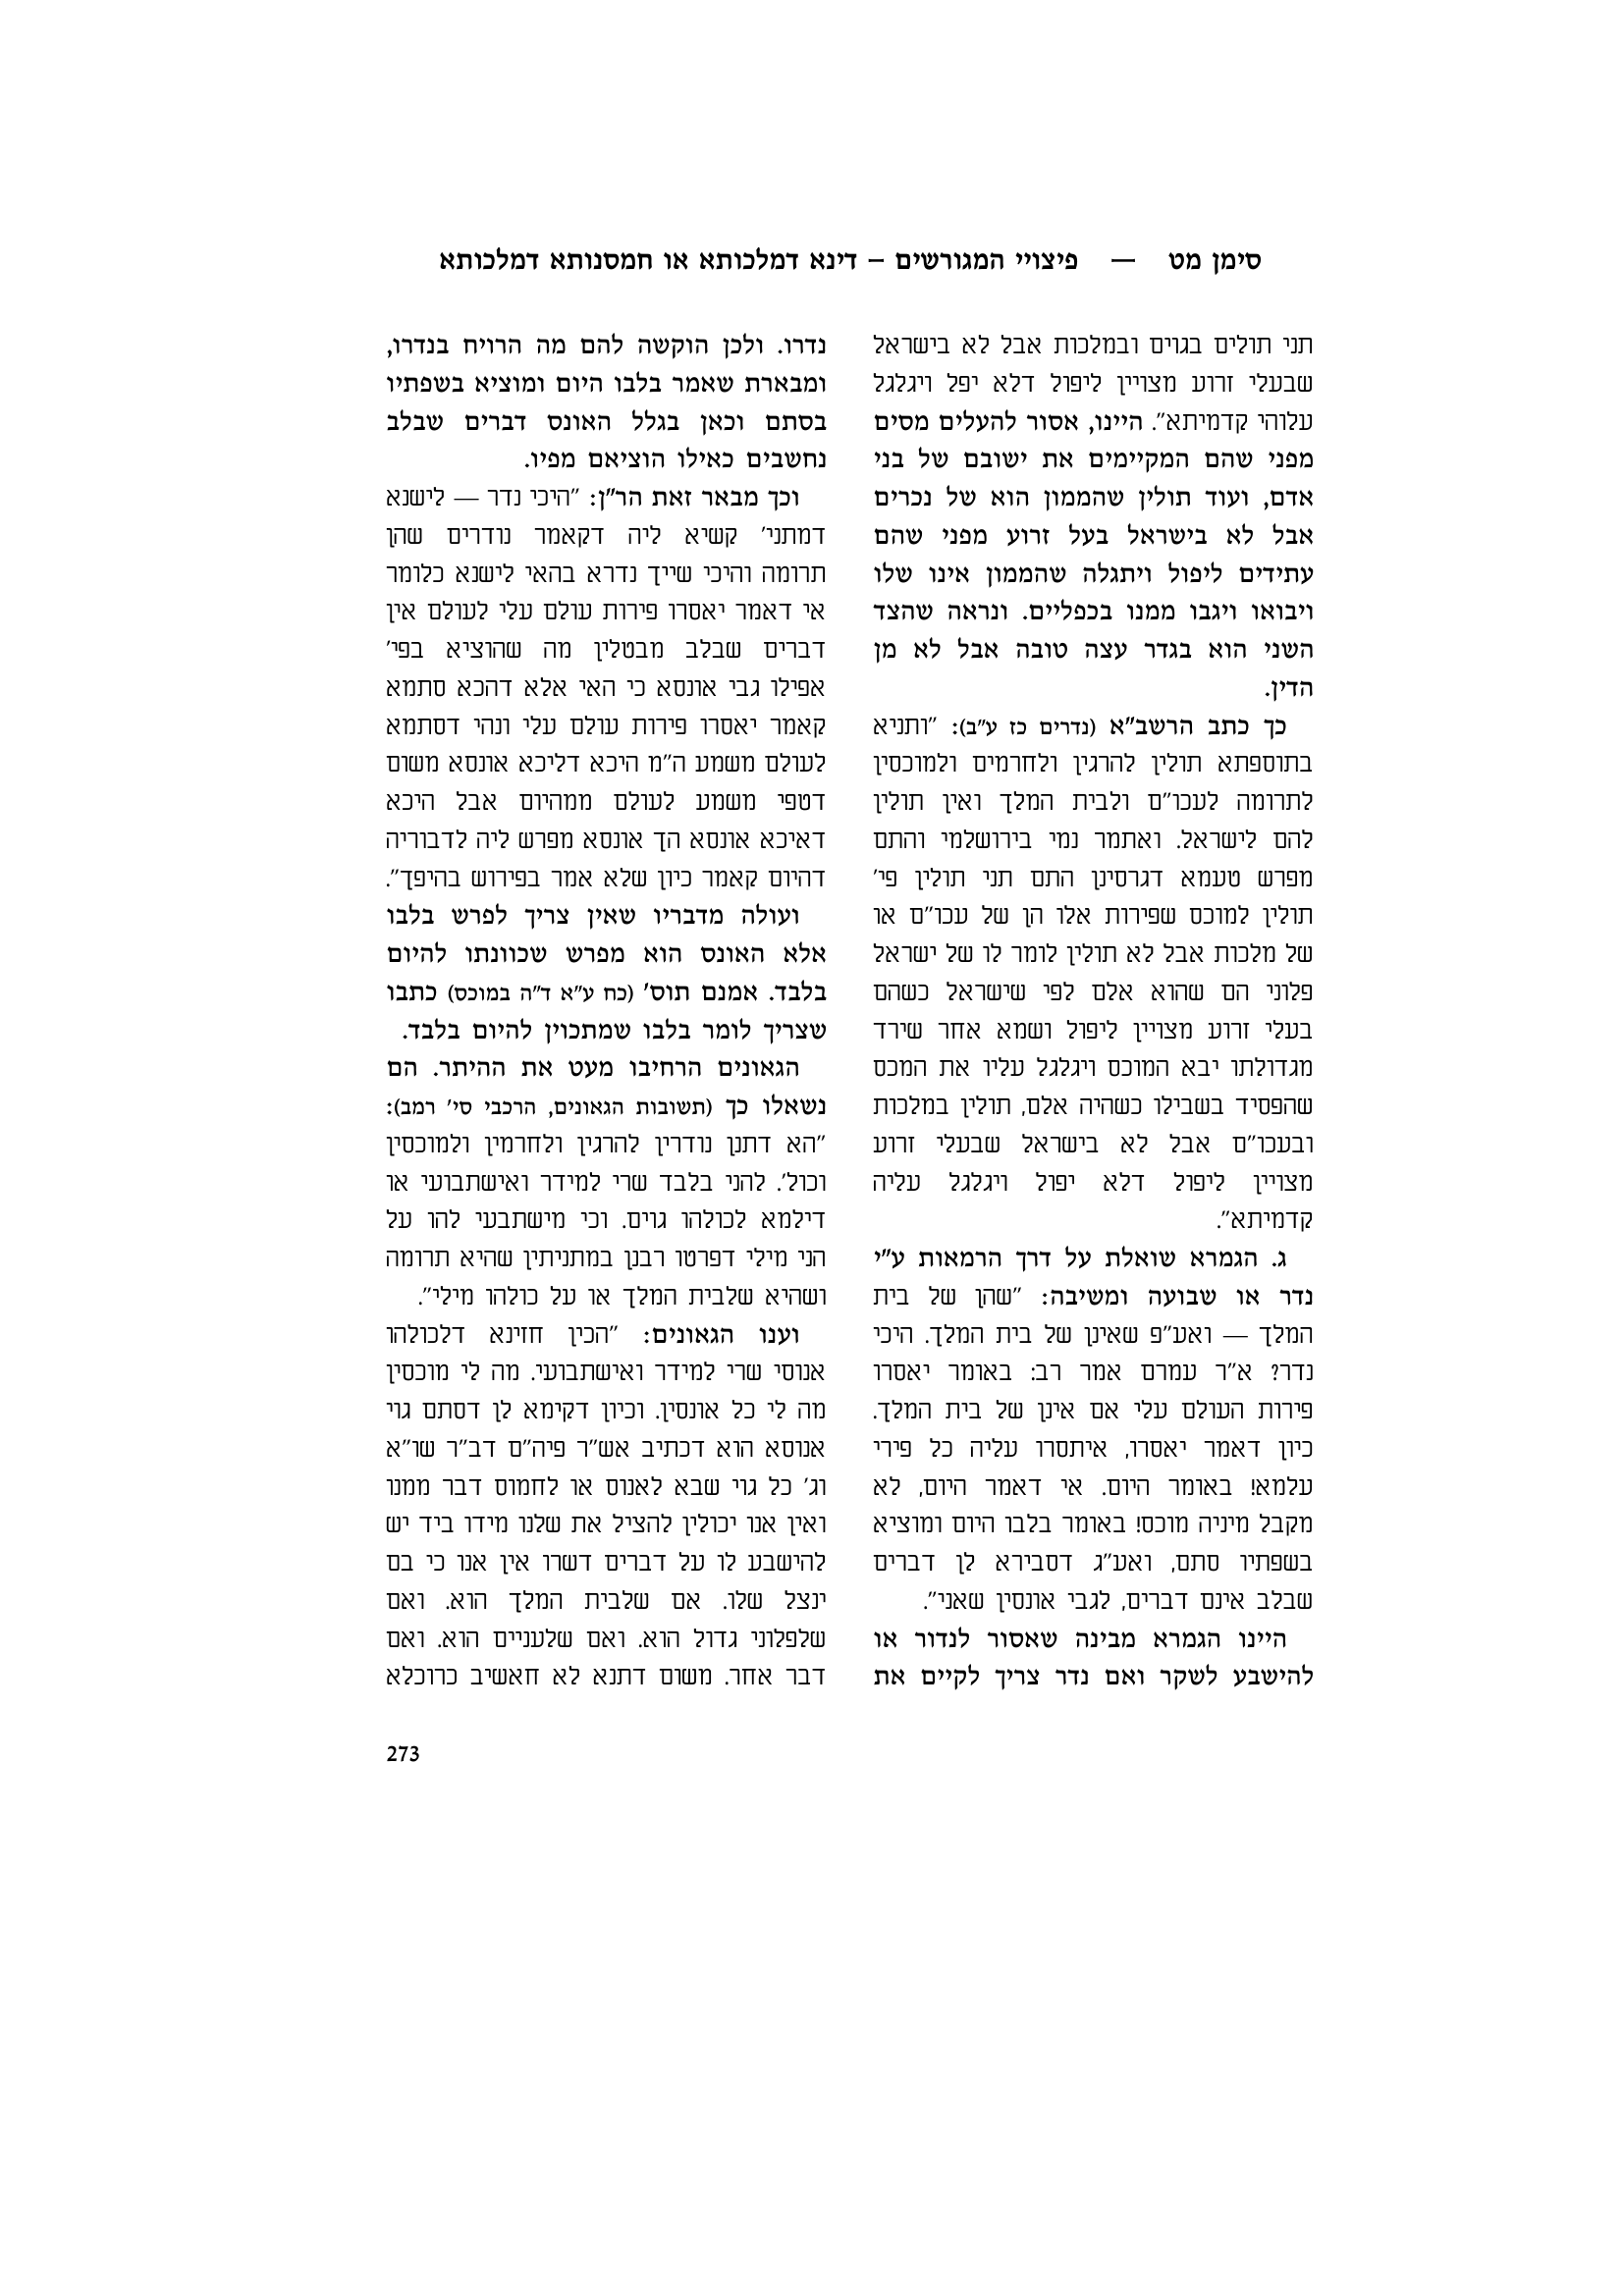 סימן מט — פיצויי המגורשים – דינא דמלכותא או חמסנותא דמלכותא
תני תולים בגוים ובמלכות אבל לא בישראל
שבעלי זרוע מצויין ליפול דלא יפל ויגלגל
עלוהי קדמיתא". היינו, אסור להעלים מסים
מפני שהם המקיימים את ישובם של בני
אדם, ועוד תולין שהממון הוא של נכרים
אבל לא בישראל בעל זרוע מפני שהם
עתידים ליפול ויתגלה שהממון אינו שלו
ויבואו ויגבו ממנו בכפליים. ונראה שהצד
השני הוא בגדר עצה טובה אבל לא מן
הדין.
כך כתב הרשב"א (נדרים כז ע"ב): "ותניא
בתוספתא תולין להרגין ולחרמים ולמוכסין
לתרומה לעכו"ם ולבית המלך ואין תולין
להם לישראל. ואתמר נמי בירושלמי והתם
מפרש טעמא דגרסינן התם תני תולין פי'
תולין למוכס שפירות אלו הן של עכו"ם או
של מלכות אבל לא תולין לומר לו של ישראל
פלוני הם שהוא אלם לפי שישראל כשהם
בעלי זרוע מצויין ליפול ושמא אחר שירד
מגדולתו יבא המוכס ויגלגל עליו את המכס
שהפסיד בשבילו כשהיה אלם, תולין במלכות
ובעכו"ם אבל לא בישראל שבעלי זרוע
מצויין ליפול דלא יפול ויגלגל עליה
קדמיתא".
ג. הגמרא שואלת על דרך הרמאות ע"י
נדר או שבועה ומשיבה: "שהן של בית
המלך — ואע"פ שאינן של בית המלך. היכי
נדר? א"ר עמרם אמר רב: באומר יאסרו
פירות העולם עלי אם אינן של בית המלך.
כיון דאמר יאסרו, איתסרו עליה כל פירי
עלמא! באומר היום. אי דאמר היום, לא
מקבל מיניה מוכס! באומר בלבו היום ומוציא
בשפתיו סתם, ואע"ג דסבירא לן דברים
שבלב אינם דברים, לגבי אונסין שאני".
היינו הגמרא מבינה שאסור לנדור או
להישבע לשקר ואם נדר צריך לקיים את
נדרו. ולכן הוקשה להם מה הרויח בנדרו,
ומבארת שאמר בלבו היום ומוציא בשפתיו
בסתם וכאן בגלל האונס דברים שבלב
נחשבים כאילו הוציאם מפיו.
וכך מבאר זאת הר"ן: "היכי נדר — לישנא
דמתני' קשיא ליה דקאמר נודרים שהן
תרומה והיכי שייך נדרא בהאי לישנא כלומר
אי דאמר יאסרו פירות עולם עלי לעולם אין
דברים שבלב מבטלין מה שהוציא בפי'
אפילו גבי אונסא כי האי אלא דהכא סתמא
קאמר יאסרו פירות עולם עלי ונהי דסתמא
לעולם משמע ה"מ היכא דליכא אונסא משום
דטפי משמע לעולם ממהיום אבל היכא
דאיכא אונסא הך אונסא מפרש ליה לדבוריה
דהיום קאמר כיון שלא אמר בפירוש בהיפך".
ועולה מדבריו שאין צריך לפרש בלבו
אלא האונס הוא מפרש שכוונתו להיום
בלבד. אמנם תוס' (כח ע"א ד"ה במוכס) כתבו
שצריך לומר בלבו שמתכוין להיום בלבד.
הגאונים הרחיבו מעט את ההיתר. הם
נשאלו כך (תשובות הגאונים, הרכבי סי' רמב):
"הא דתנן נודרין להרגין ולחרמין ולמוכסין
וכול'. להני בלבד שרי למידר ואישתבועי או
דילמא לכולהו גוים. וכי מישתבעי להו על
הני מילי דפרטו רבנן במתניתין שהיא תרומה
ושהיא שלבית המלך או על כולהו מילי".
וענו הגאונים: "הכין חזינא דלכולהו
אנוסי שרי למידר ואישתבועי. מה לי מוכסין
מה לי כל אונסין. וכיון דקימא לן דסתם גוי
אנוסא הוא דכתיב אש"ר פיה"ם דב"ר שו"א
וג' כל גוי שבא לאנוס או לחמוס דבר ממנו
ואין אנו יכולין להציל את שלנו מידו ביד יש
להישבע לו על דברים דשרו אין אנו כי בם
ינצל שלו. אם שלבית המלך הוא. ואם
שלפלוני גדול הוא. ואם שלעניים הוא. ואם
דבר אחר. משום דתנא לא חאשיב כרוכלא
273